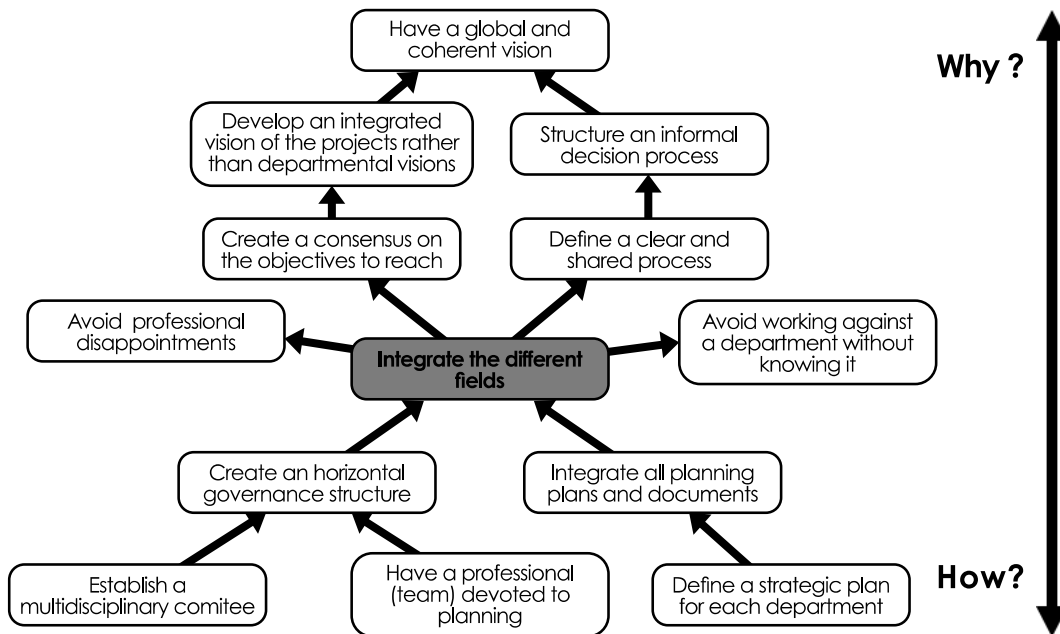 Have a global and
coherent vision
Why ?
Develop an integrated
vision of the projects rather
than departmental visions
Structure an informal
decision process
Create a consensus on
the objectives to reach
Define a clear and
shared process
Avoid professional
disappointments
Integrate the different
fields
Avoid working against
a department without
knowing it
Create an horizontal
governance structure
Integrate all planning
plans and documents
Establish a
multidisciplinary comitee
Have a professional
(team) devoted to
planning
Define a strategic plan
for each department
How?